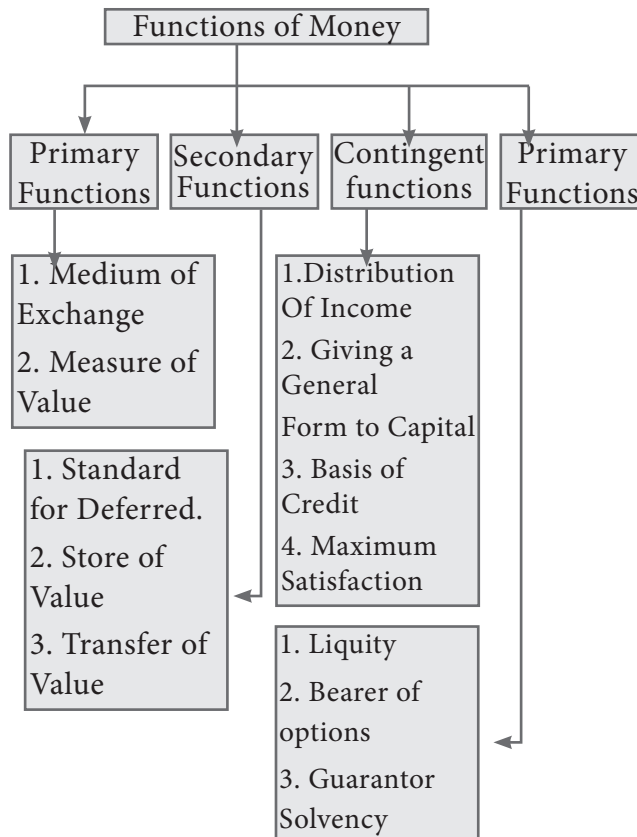 Functions of Money
Primary
Functions
Secondary
Functions
Contingent
functions
Primary
Functions
1. Medium of
Exchange
2. Measure of
Value
1. Standard
for Deferred.
2. Store of
Value
3. Transfer of
Value
1.Distribution
Of Income
2. Giving a
General
Form to Capital
3. Basis of
Credit
4. Maximum
Satisfaction
1. Liquity
2. Bearer of
options
3. Guarantor
Solvency